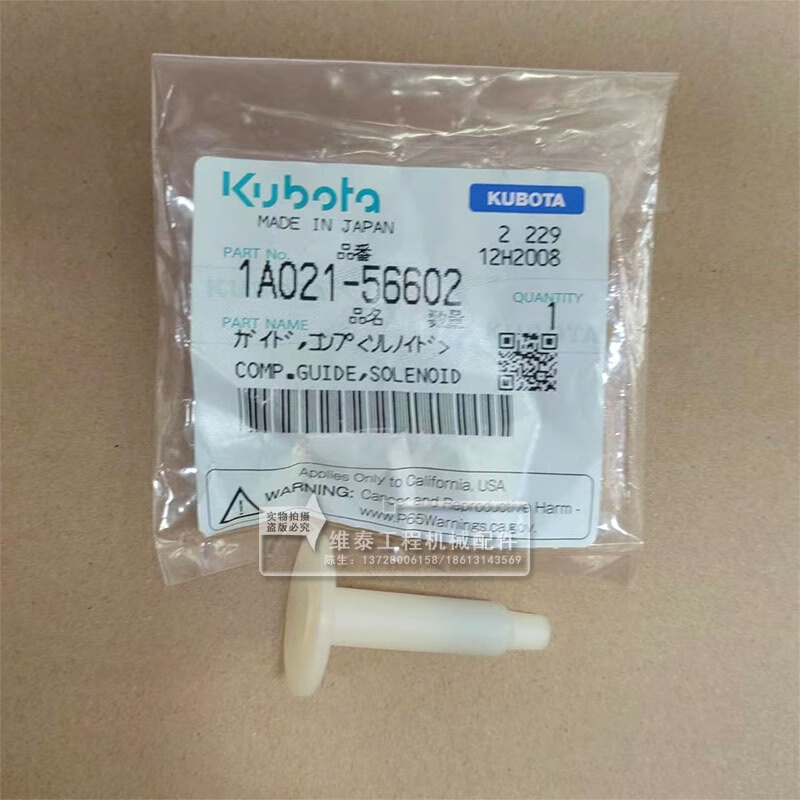 Kubota
KUBOTA
MADE IN JAPAN
2 229
12H2008
PART No.
品番
1A021-56602
QUANTITY
1
品名
数量
PART NAME
ガイド,コンプ<ソレノイド>
COMP.GUIDE,SOLENOID
Applies Only to California, USA
WARNING: Cancer and Reproductive Harm -
www.P65Warnings.ca.gov.
实物拍摄
盗版必究
维泰工程机械配件
陈生：13728006158/18613143569